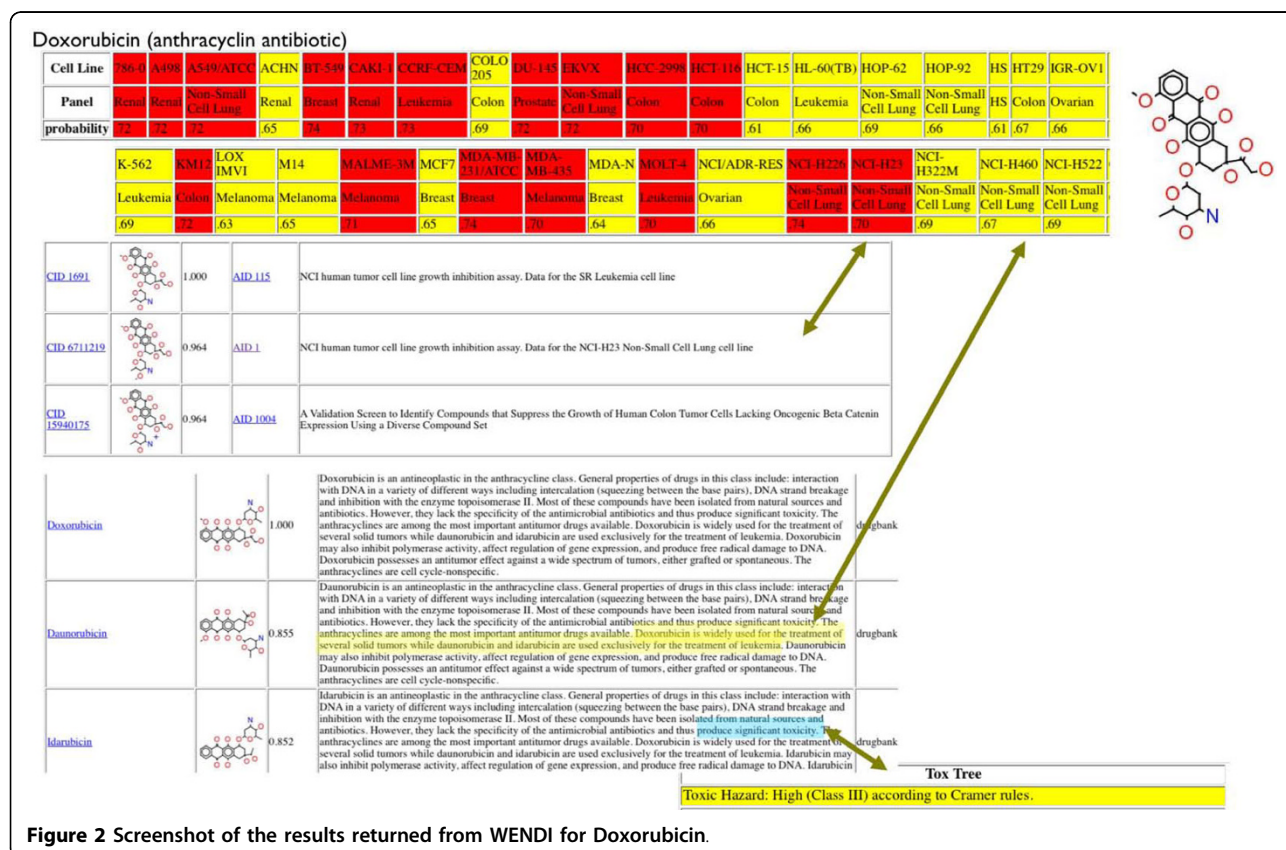 Doxorubicin (anthracyclin antibiotic)
Cell Line 786-0 A498 A549/ATCC ACHN BT-549 CAKI-1 CCRF-CEM COLO 205 DU-145 EKVX HCC-2998 HCT-116 HCT-15 HL-60(TB) HOP-62 HOP-92 HS HT29 IGR-OV1
Panel Renal Renal Non-Small Cell Lung Renal Breast Renal Leukemia Colon Prostate Non-Small Cell Lung Colon Colon Colon Leukemia Non-Small Cell Lung Non-Small Cell Lung HS Colon Ovarian
probability .72 .72 .72 .65 .74 .73 .73 .69 .72 .72 .70 .70 .61 .66 .69 .66 .61 .67 .66
K-562 KM12 LOX IMVI M14 MALME-3M MCF7 MDA-MB-231/ATCC MDA-MB-435 MDA-N MOLT-4 NCI/ADR-RES NCI-H226 NCI-H23 NCI-H322M NCI-H460 NCI-H522
Leukemia Colon Melanoma Melanoma Melanoma Breast Breast Melanoma Breast Leukemia Ovarian Non-Small Cell Lung Non-Small Cell Lung Non-Small Cell Lung Non-Small Cell Lung Non-Small Cell Lung
.69 .72 .63 .65 .71 .65 .74 .70 .64 .70 .66 .74 .70 .69 .67 .69
CID 1691 1.000 AID 115 NCI human tumor cell line growth inhibition assay. Data for the SR Leukemia cell line
CID 6711219 0.964 AID 1 NCI human tumor cell line growth inhibition assay. Data for the NCI-H23 Non-Small Cell Lung cell line
CID 15940175 0.964 AID 1004 A Validation Screen to Identify Compounds that Suppress the Growth of Human Colon Tumor Cells Lacking Oncogenic Beta Catenin
Expression Using a Diverse Compound Set
Doxorubicin is an antineoplastic in the anthracycline class. General properties of drugs in this class include: interaction
with DNA in a variety of different ways including intercalation (squeezing between the base pairs), DNA strand breakage
and inhibition with the enzyme topoisomerase II. Most of these compounds have been isolated from natural sources and
antibiotics. However, they lack the specificity of the antimicrobial antibiotics and thus produce significant toxicity. The
Doxorubicin 1.000 anthracyclines are among the most important antitumor drugs available. Doxorubicin is widely used for the treatment of drugbank
several solid tumors while daunorubicin and idarubicin are used exclusively for the treatment of leukemia. Doxorubicin
may also inhibit polymerase activity, affect regulation of gene expression, and produce free radical damage to DNA.
Doxorubicin possesses an antitumor effect against a wide spectrum of tumors, either grafted or spontaneous. The
anthracyclines are cell cycle-nonspecific.
Daunorubicin is an antineoplastic in the anthracycline class. General properties of drugs in this class include: interaction
with DNA in a variety of different ways including intercalation (squeezing between the base pairs), DNA strand breakage
and inhibition with the enzyme topoisomerase II. Most of these compounds have been isolated from natural sources and
antibiotics. However, they lack the specificity of the antimicrobial antibiotics and thus produce significant toxicity. The
Daunorubicin 0.855 anthracyclines are among the most important antitumor drugs available. Doxorubicin is widely used for the treatment of drugbank
several solid tumors while daunorubicin and idarubicin are used exclusively for the treatment of leukemia. Daunorubicin
may also inhibit polymerase activity, affect regulation of gene expression, and produce free radical damage to DNA.
Daunorubicin possesses an antitumor effect against a wide spectrum of tumors, either grafted or spontaneous. The
anthracyclines are cell cycle-nonspecific.
Idarubicin is an antineoplastic in the anthracycline class. General properties of drugs in this class include: interaction with
DNA in a variety of different ways including intercalation (squeezing between the base pairs), DNA strand breakage and
inhibition with the enzyme topoisomerase II. Most of these compounds have been isolated from natural sources and
antibiotics. However, they lack the specificity of the antimicrobial antibiotics and thus produce significant toxicity. The
Idarubicin 0.852 anthracyclines are among the most important antitumor drugs available. Doxorubicin is widely used for the treatment of drugbank
several solid tumors while daunorubicin and idarubicin are used exclusively for the treatment of leukemia. Idarubicin may
also inhibit polymerase activity, affect regulation of gene expression, and produce free radical damage to DNA. Idarubicin
Tox Tree
Toxic Hazard: High (Class III) according to Cramer rules.
Figure 2 Screenshot of the results returned from WENDI for Doxorubicin.